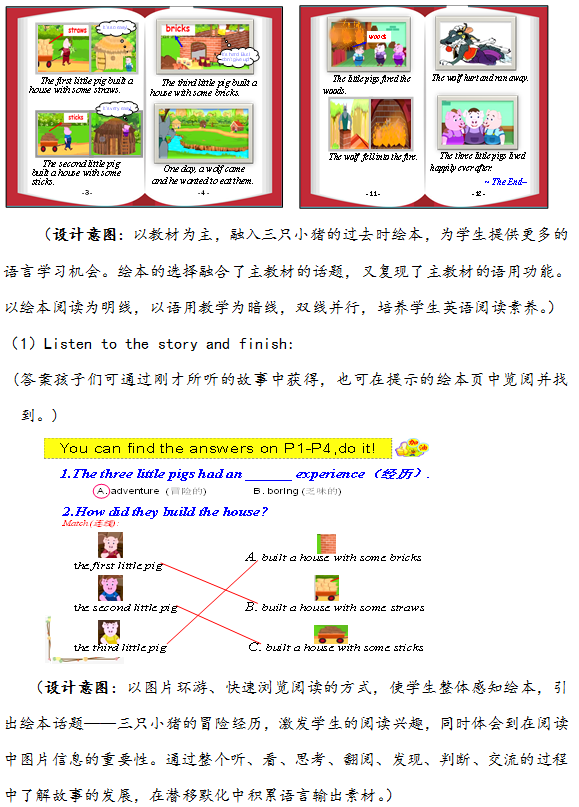 straws
The first little pig built a
house with some straws.
sticks
The second little pig
built a house with some
sticks.
- 3 -
bricks
The third little pig built a
house with some bricks.
One day, a wolf came
and he wanted to eat them.
- 4 -
woods
The little pigs fired the
woods.
The wolf fell into the fire.
- 11 -
The wolf hurt and ran away.
The three little pigs lived
happily ever after.
~ The End~
- 12 -
（设计意图：以教材为主，融入三只小猪的过去时绘本，为学生提供更多的
语言学习机会。绘本的选择融合了主教材的话题，又复现了主教材的语用功能。
以绘本阅读为明线，以语用教学为暗线，双线并行，培养学生英语阅读素养。）
（1）Listen to the story and finish:
（答案孩子们可通过刚才所听的故事中获得，也可在提示的绘本页中览阅并找
到。）
You can find the answers on P1-P4,do it!
1.The three little pigs had an ______ experience（经历）.
A. adventure（冒险的） B. boring (乏味的)
2.How did they build the house?
Match (连线):
the first little pig
A. built a house with some bricks
the second little pig
B. built a house with some straws
the third little pig
C. built a house with some sticks
（设计意图：以图片环游、快速浏览阅读的方式，使学生整体感知绘本，引
出绘本话题——三只小猪的冒险经历，激发学生的阅读兴趣，同时体会到在阅读
中图片信息的重要性。通过整个听、看、思考、翻阅、发现、判断、交流的过程
中了解故事的发展，在潜移默化中积累语言输出素材。）